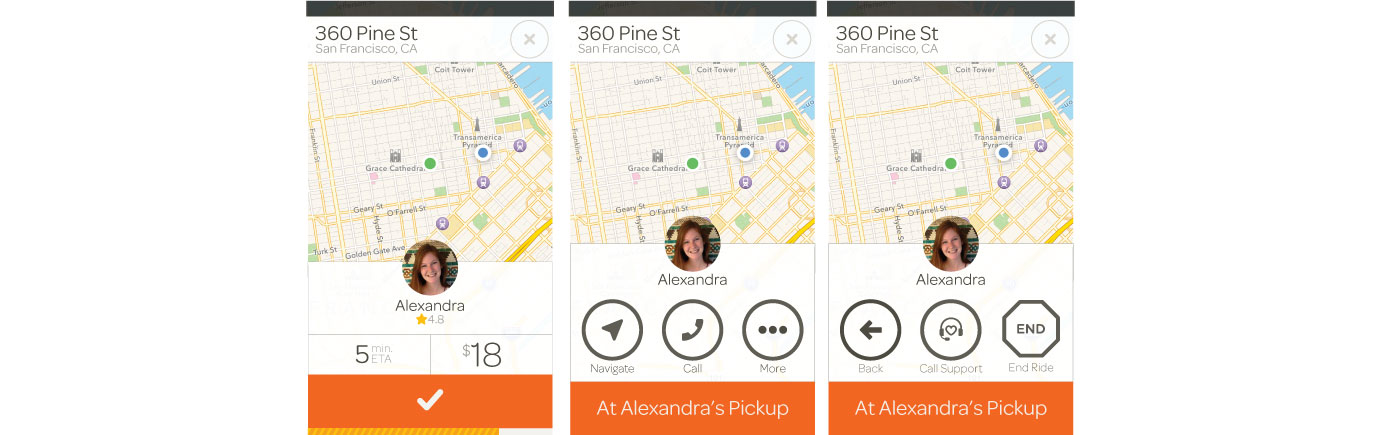 360 Pine St
San Francisco, CA
Union St
Coit Tower
Franklin St
Transamerica
Pyramid
Grace Cathedral
Geary St
O'Farrell St
Hyde St
Turk St
Golden Gate Ave
Alexandra
4.8
5 min. ETA
$18
360 Pine St
San Francisco, CA
Union St
Coit Tower
Franklin St
Transamerica
Pyramid
Grace Cathedral
Geary St
O'Farrell St
Hyde St
Alexandra
Navigate
Call
More
At Alexandra's Pickup
360 Pine St
San Francisco, CA
Union St
Coit Tower
Franklin St
Transamerica
Pyramid
Grace Cathedral
Geary St
O'Farrell St
Hyde St
Alexandra
END
Back
Call Support
End Ride
At Alexandra's Pickup